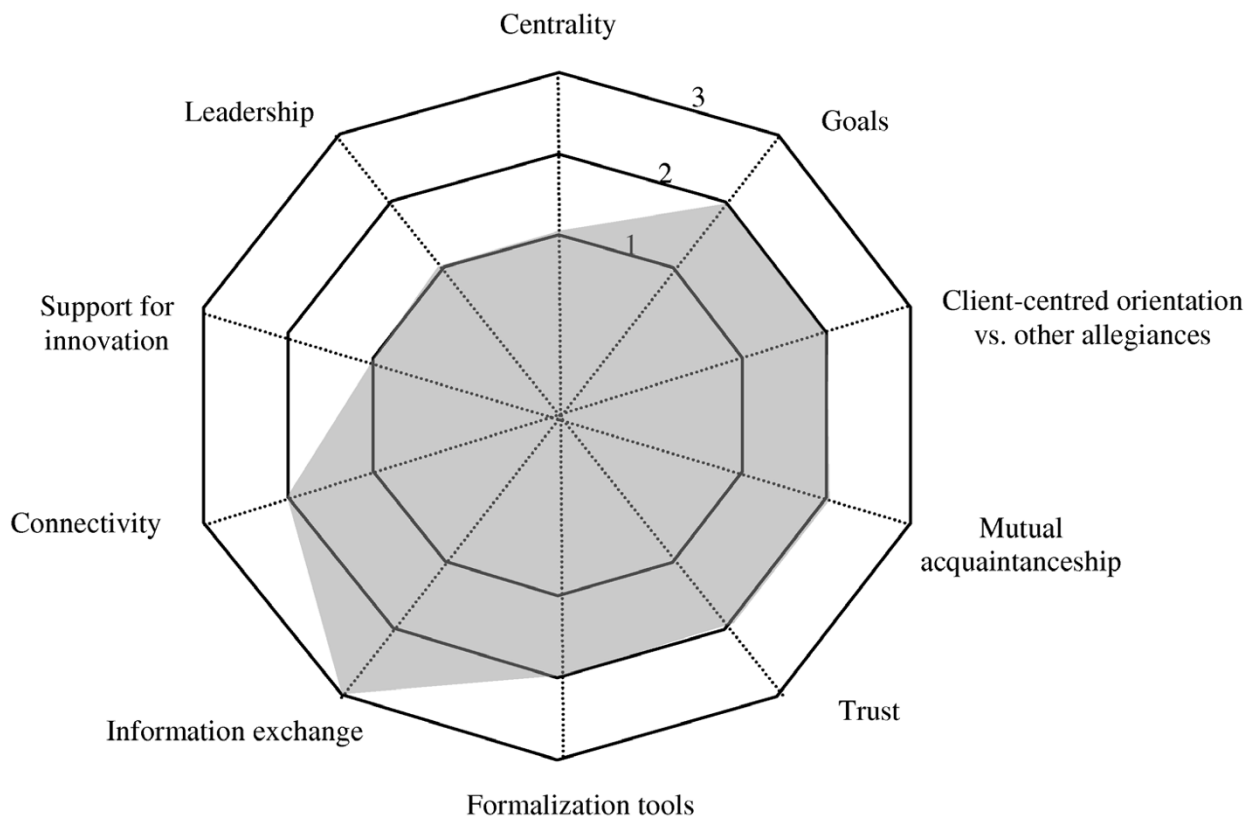 Centrality
3
Leadership
Goals
2
1
Support for
innovation
Client-centred orientation
vs. other allegiances
Connectivity
Mutual
acquaintanceship
Information exchange
Trust
Formalization tools